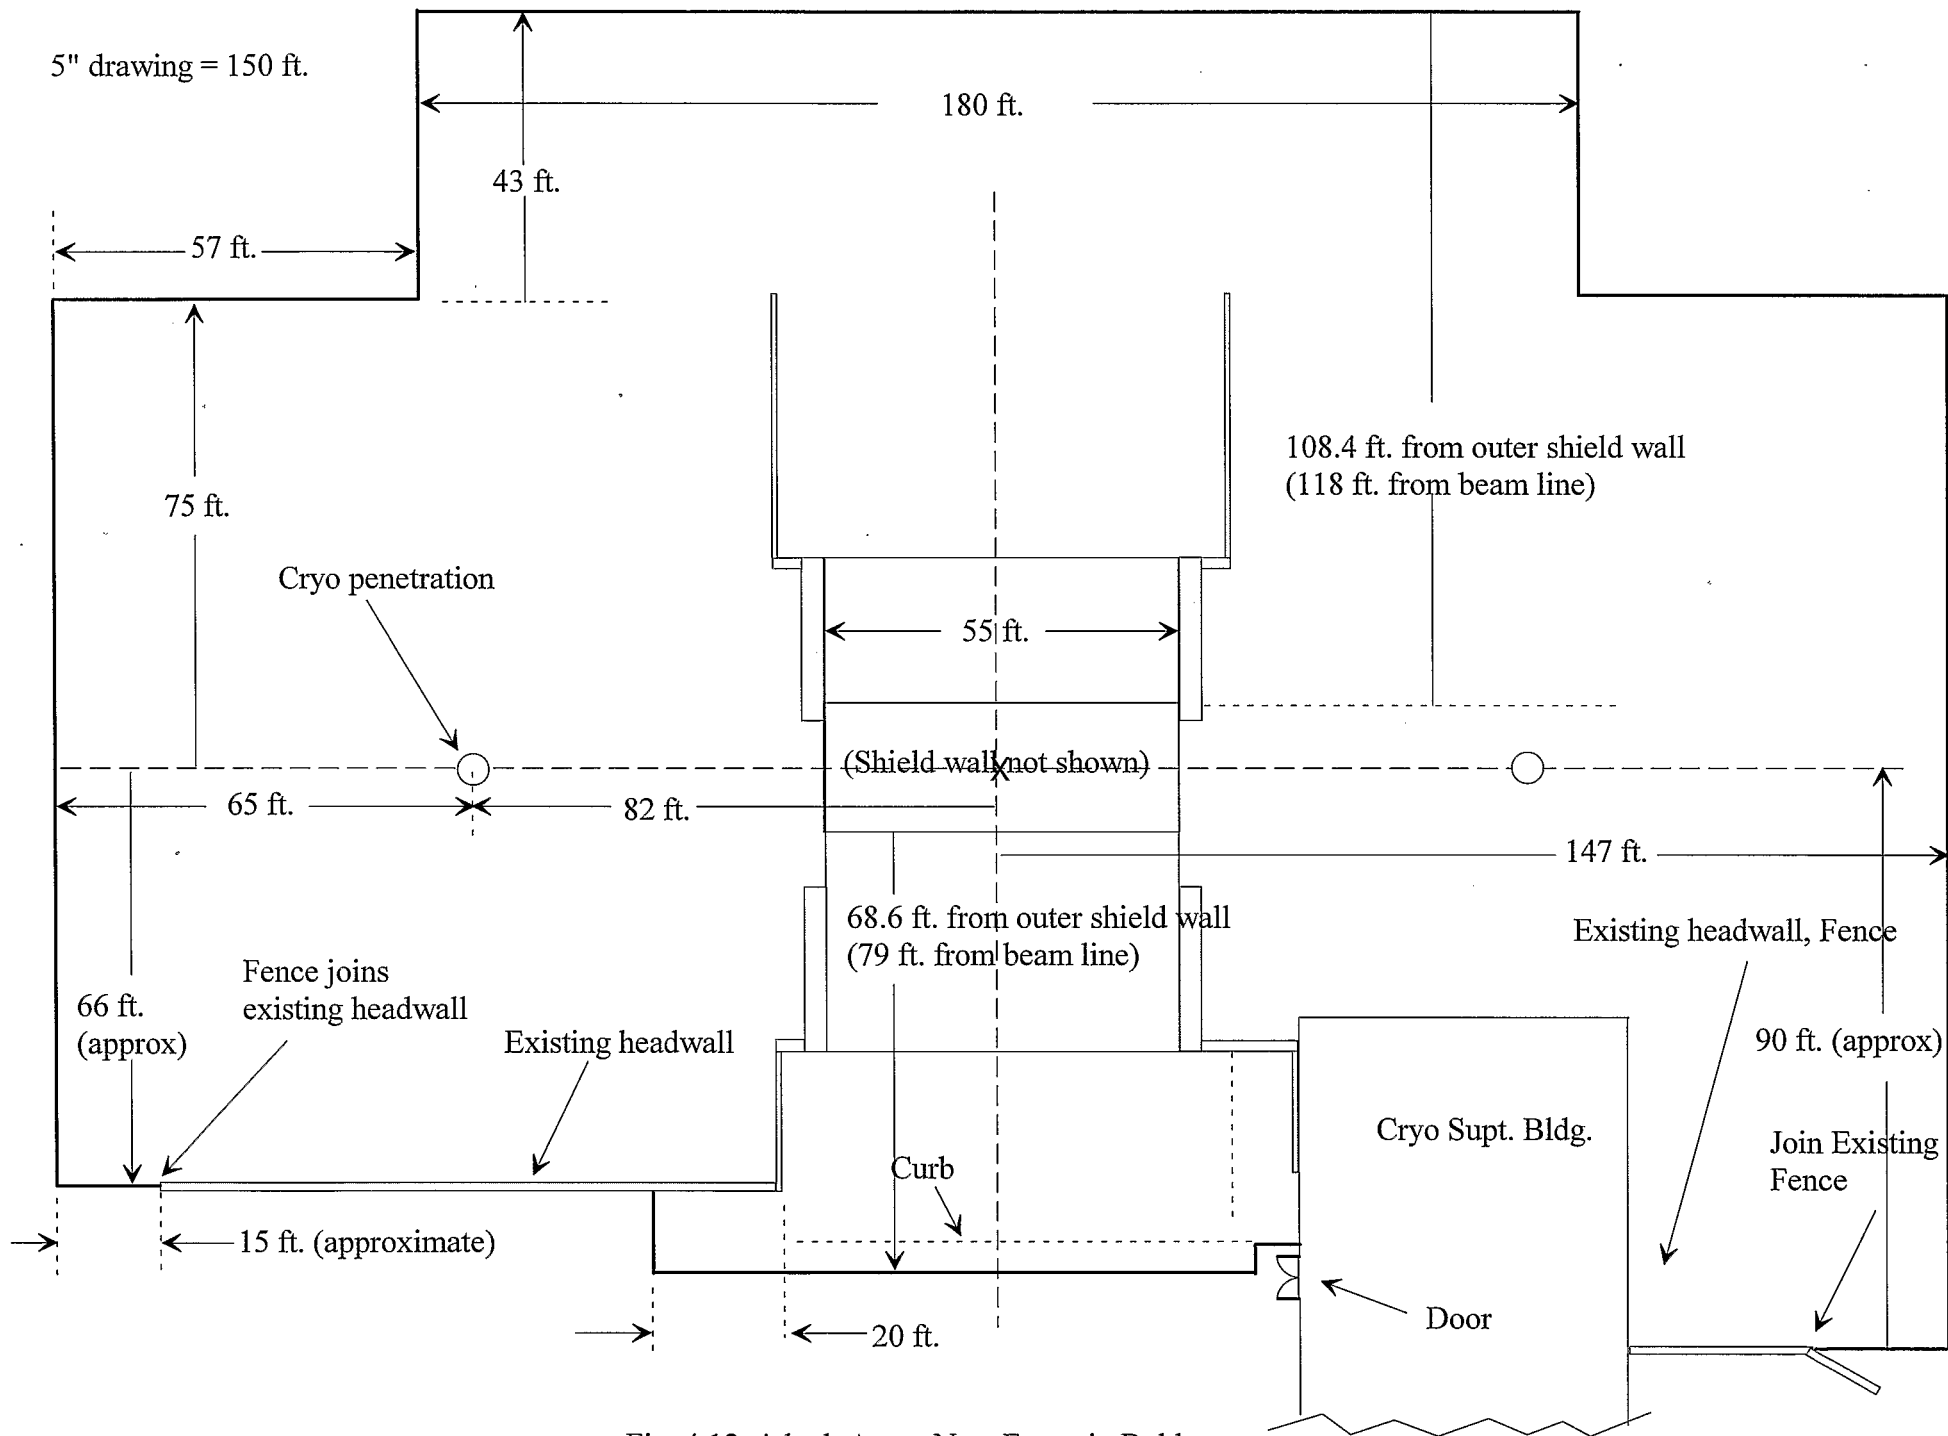 5" drawing = 150 ft.
180 ft.
43 ft.
57 ft.
108.4 ft. from outer shield wall
(118 ft. from beam line)
75 ft.
Cryo penetration
55 ft.
(Shield wall not shown)
X
65 ft.
82 ft.
147 ft.
68.6 ft. from outer shield wall
(79 ft. from beam line)
Existing headwall, Fence
Fence joins
existing headwall
66 ft.
(approx)
Existing headwall
90 ft. (approx)
Cryo Supt. Bldg.
Join Existing
Fence
Curb
15 ft. (approximate)
Door
20 ft.